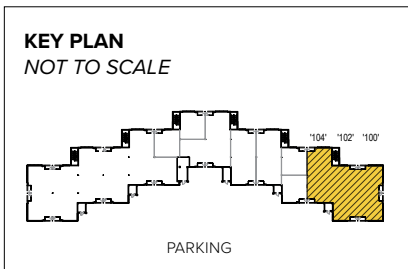 KEY PLAN
NOT TO SCALE
'104' '102' '100'
PARKING